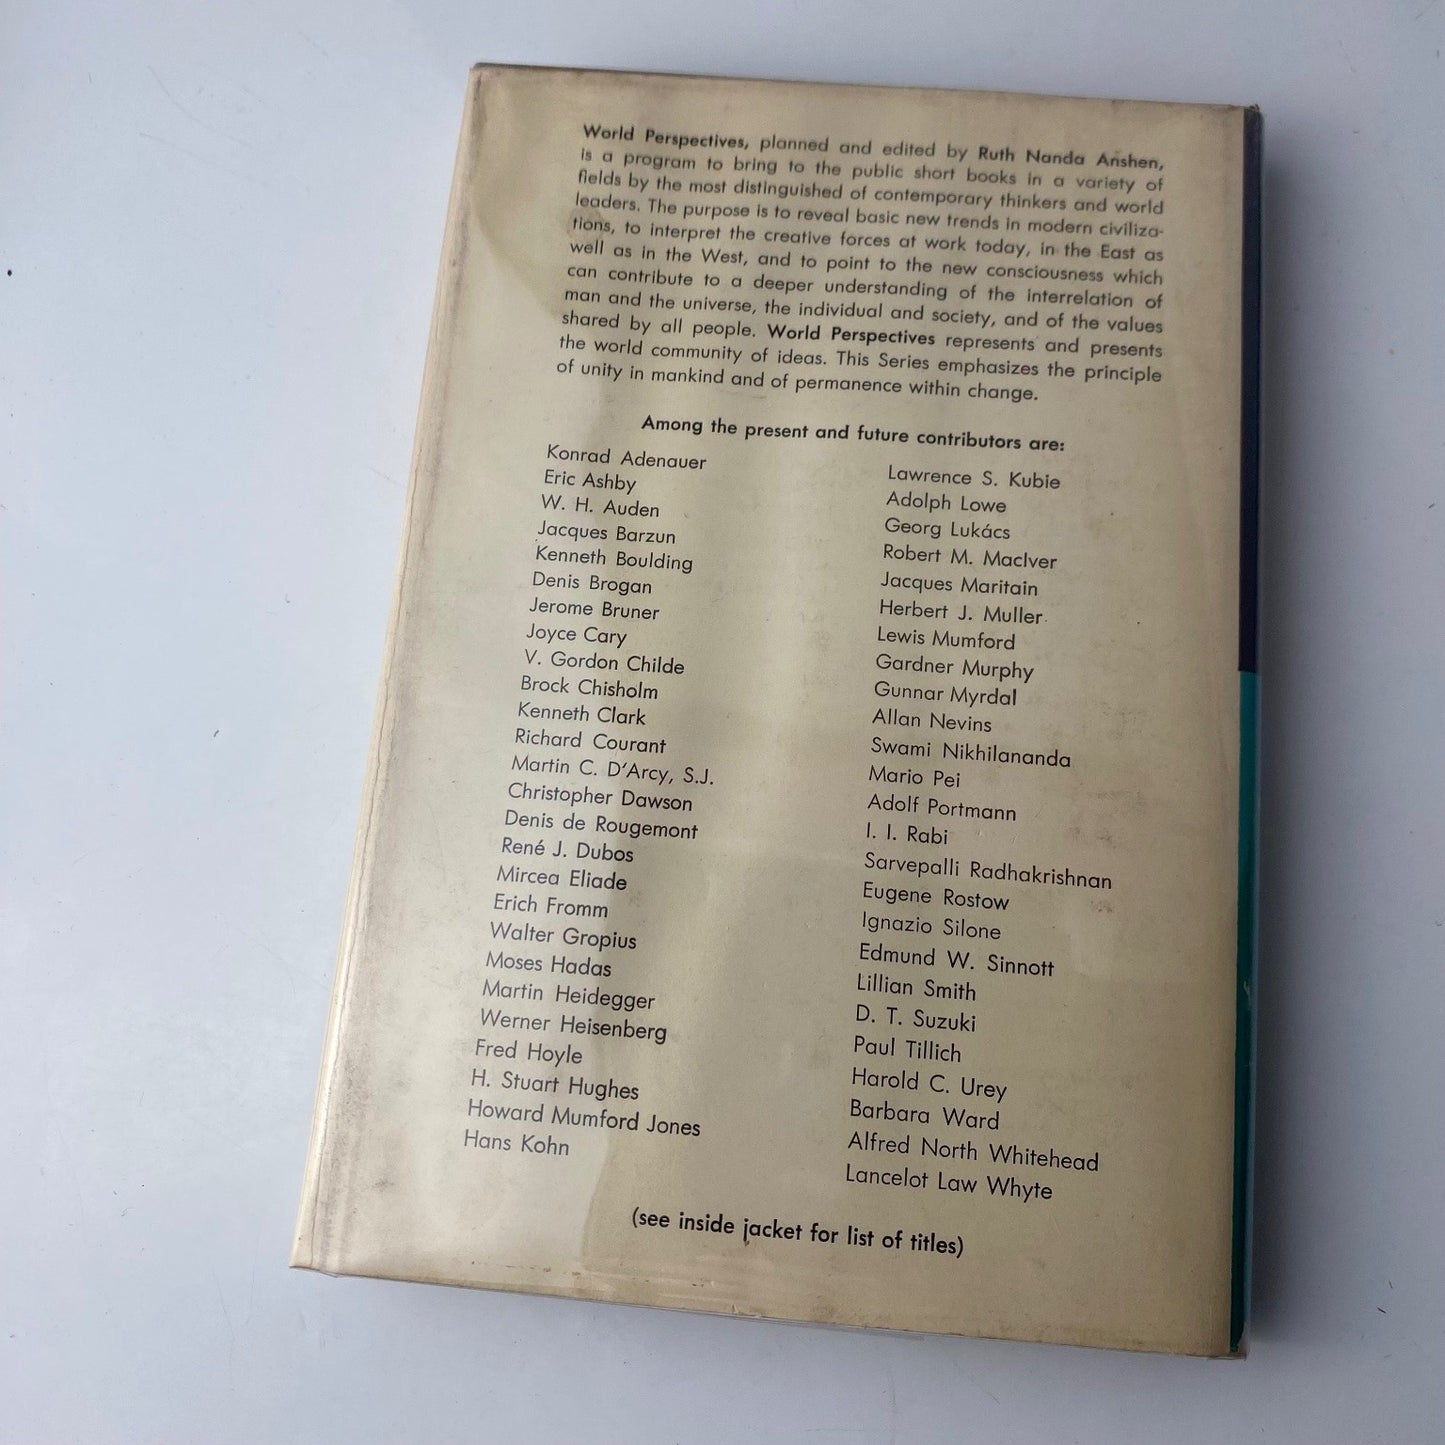 World Perspectives, planned and edited by Ruth Nanda Anshen,
is a program to bring to the public short books in a variety of
fields by the most distinguished of contemporary thinkers and world
leaders. The purpose is to reveal basic new trends in modern civiliza-
tions, to interpret the creative forces at work today, in the East as
well as in the West, and to point to the new consciousness which
can contribute to a deeper understanding of the interrelation of
man and the universe, the individual and society, and of the values
shared by all people. World Perspectives represents and presents
the world community of ideas. This Series emphasizes the principle
of unity in mankind and of permanence within change.
Among the present and future contributors are:
Konrad Adenauer
Eric Ashby
W. H. Auden
Jacques Barzun
Kenneth Boulding
Denis Brogan
Jerome Bruner
Joyce Cary
V. Gordon Childe
Brock Chisholm
Kenneth Clark
Richard Courant
Martin C. D'Arcy, S.J.
Christopher Dawson
Denis de Rougemont
René J. Dubos
Mircea Eliade
Erich Fromm
Walter Gropius
Moses Hadas
Martin Heidegger
Werner Heisenberg
Fred Hoyle
H. Stuart Hughes
Howard Mumford Jones
Hans Kohn
Lawrence S. Kubie
Adolph Lowe
Georg Lukács
Robert M. MacIver
Jacques Maritain
Herbert J. Muller
Lewis Mumford
Gardner Murphy
Gunnar Myrdal
Allan Nevins
Swami Nikhilananda
Mario Pei
Adolf Portmann
I. I. Rabi
Sarvepalli Radhakrishnan
Eugene Rostow
Ignazio Silone
Edmund W. Sinnott
Lillian Smith
D. T. Suzuki
Paul Tillich
Harold C. Urey
Barbara Ward
Alfred North Whitehead
Lancelot Law Whyte
(see inside jacket for list of titles)